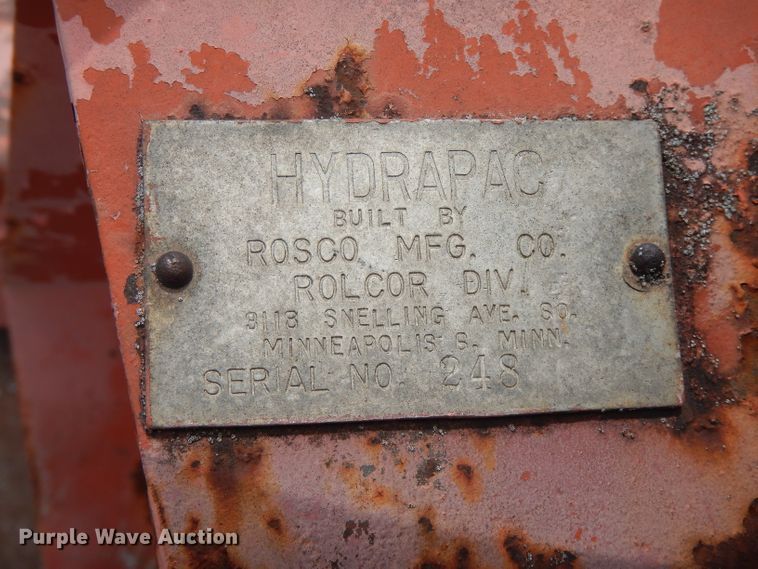 HYDRAPAC
BUILT BY
ROSCO MFG. CO.
ROLCOR DIV.
3118 SNELLING AVE. SO.
MINNEAPOLIS 6, MINN.
SERIAL NO. 248
Purple Wave Auction